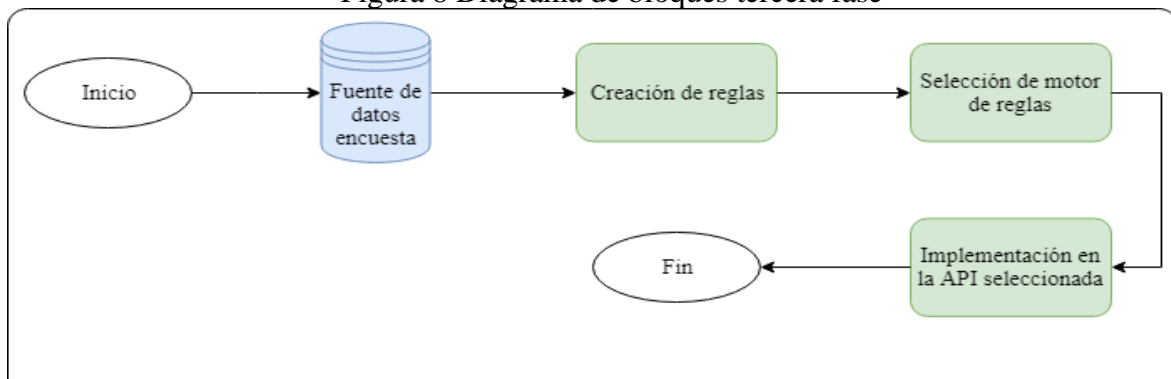 Figura 8 Diagrama de bloques tercera fase
Inicio
Fuente de
datos
encuesta
Creación de reglas
Selección de motor
de reglas
Implementación en
la API seleccionada
Fin